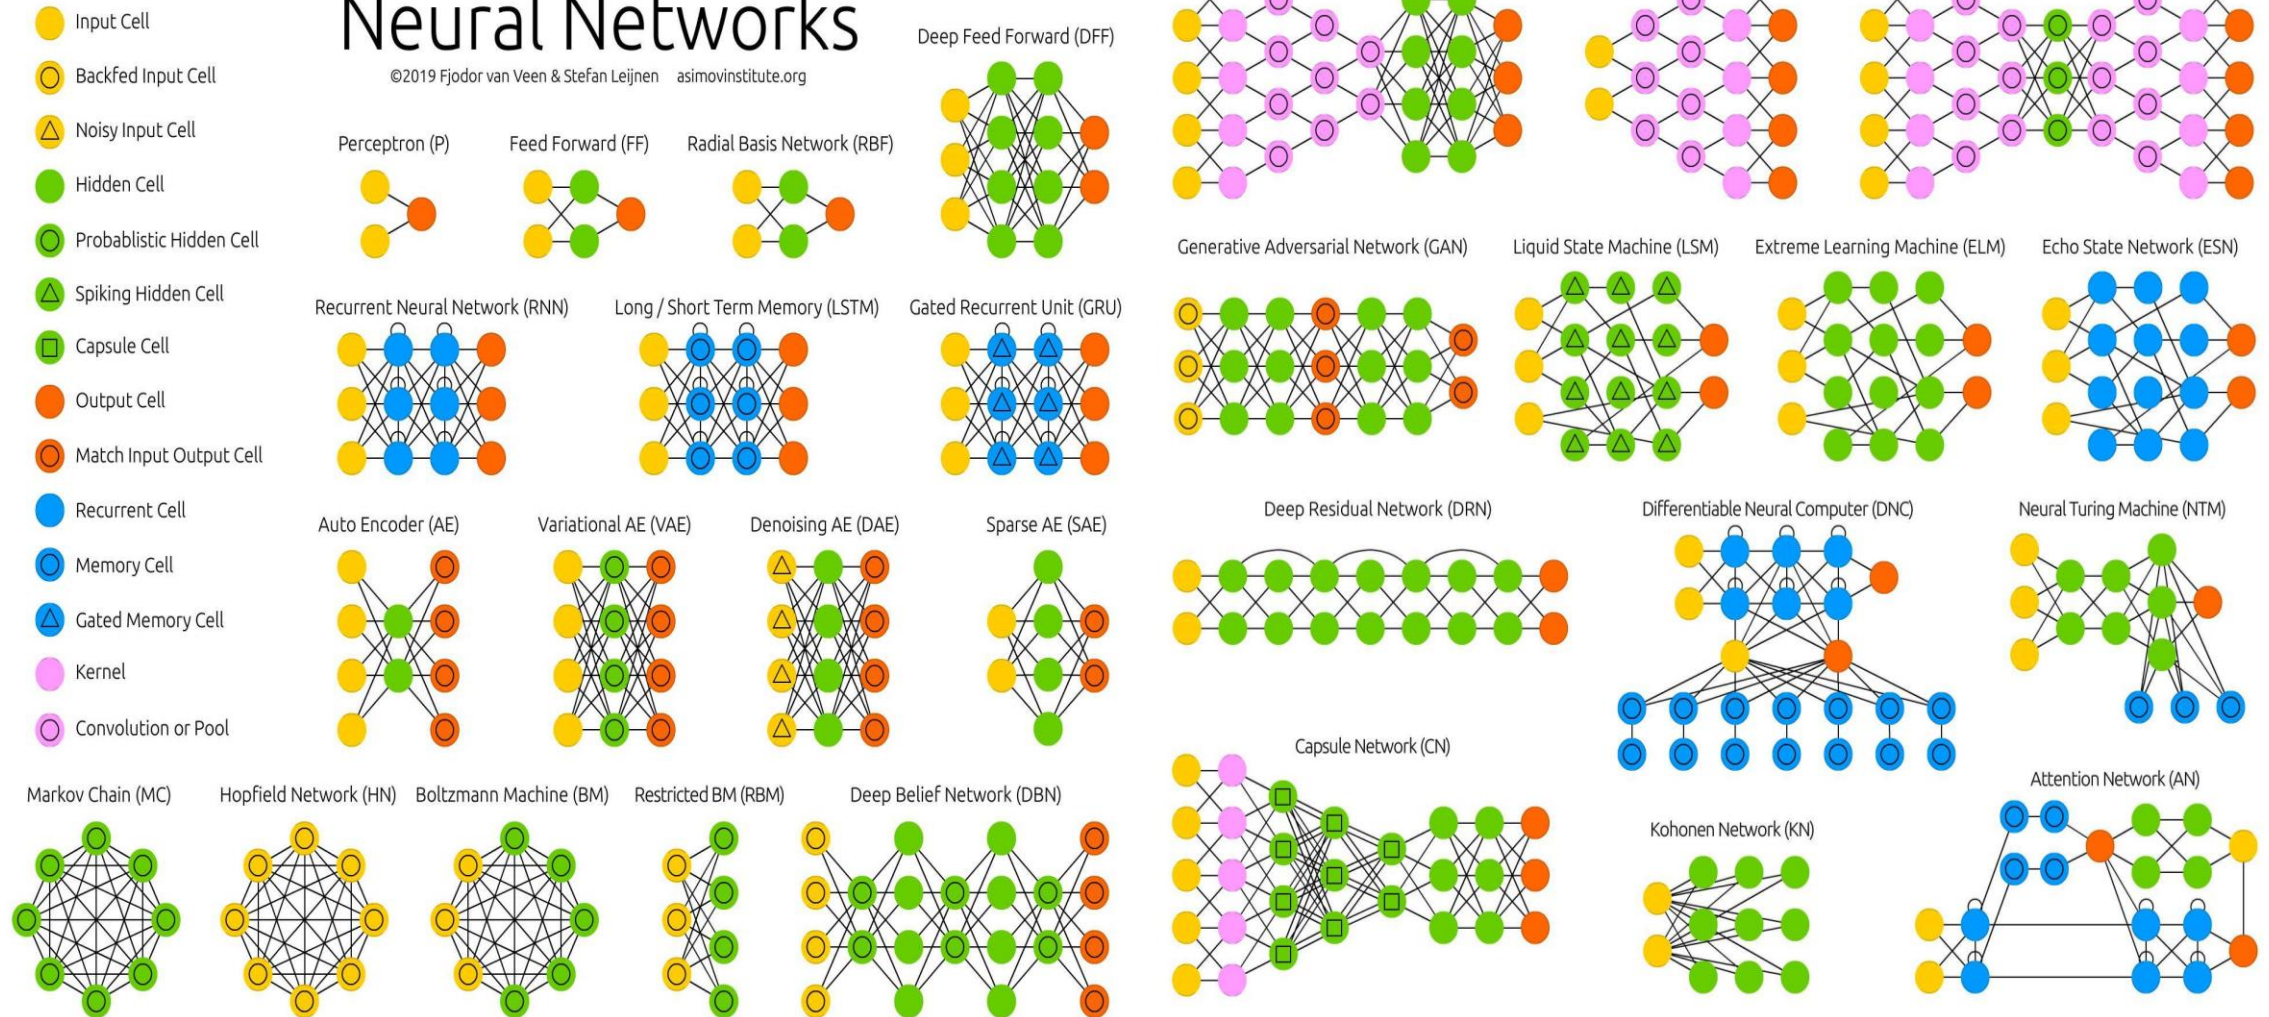 Neural Networks
©2019 Fjodor van Veen & Stefan Leijnen asimovinstitute.org
Input Cell
Backfed Input Cell
Noisy Input Cell
Hidden Cell
Probablistic Hidden Cell
Spiking Hidden Cell
Capsule Cell
Output Cell
Match Input Output Cell
Recurrent Cell
Memory Cell
Gated Memory Cell
Kernel
Convolution or Pool
Deep Feed Forward (DFF)
Perceptron (P)
Feed Forward (FF)
Radial Basis Network (RBF)
Recurrent Neural Network (RNN)
Long / Short Term Memory (LSTM)
Gated Recurrent Unit (GRU)
Auto Encoder (AE)
Variational AE (VAE)
Denoising AE (DAE)
Sparse AE (SAE)
Markov Chain (MC)
Hopfield Network (HN)
Boltzmann Machine (BM)
Restricted BM (RBM)
Deep Belief Network (DBN)
Generative Adversarial Network (GAN)
Liquid State Machine (LSM)
Extreme Learning Machine (ELM)
Echo State Network (ESN)
Deep Residual Network (DRN)
Differentiable Neural Computer (DNC)
Neural Turing Machine (NTM)
Capsule Network (CN)
Kohonen Network (KN)
Attention Network (AN)